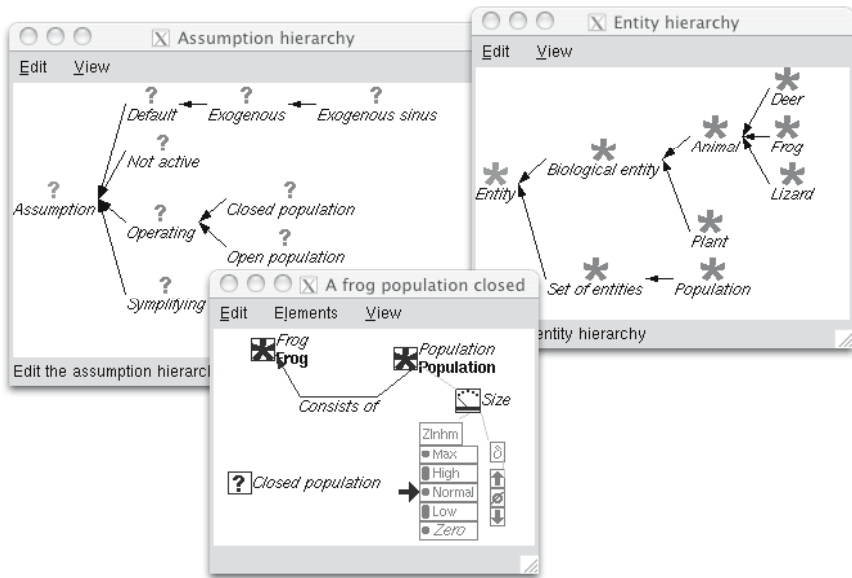 Assumption hierarchy
Edit View
?
Default
?
Exogenous
?
Exogenous sinus
?
Not active
?
Assumption
?
Operating
?
Closed population
?
Open population
?
Symplifying
Edit the assumption hierarch
Entity hierarchy
Edit View
Deer
Animal
Frog
Biological entity
Entity
Lizard
Plant
Set of entities
Population
entity hierarchy
A frog population closed
Edit Elements View
Frog
Frog
Population
Population
Consists of
Size
Zlnhm
δ
Max
High
? Closed population
Normal
Low
Zero